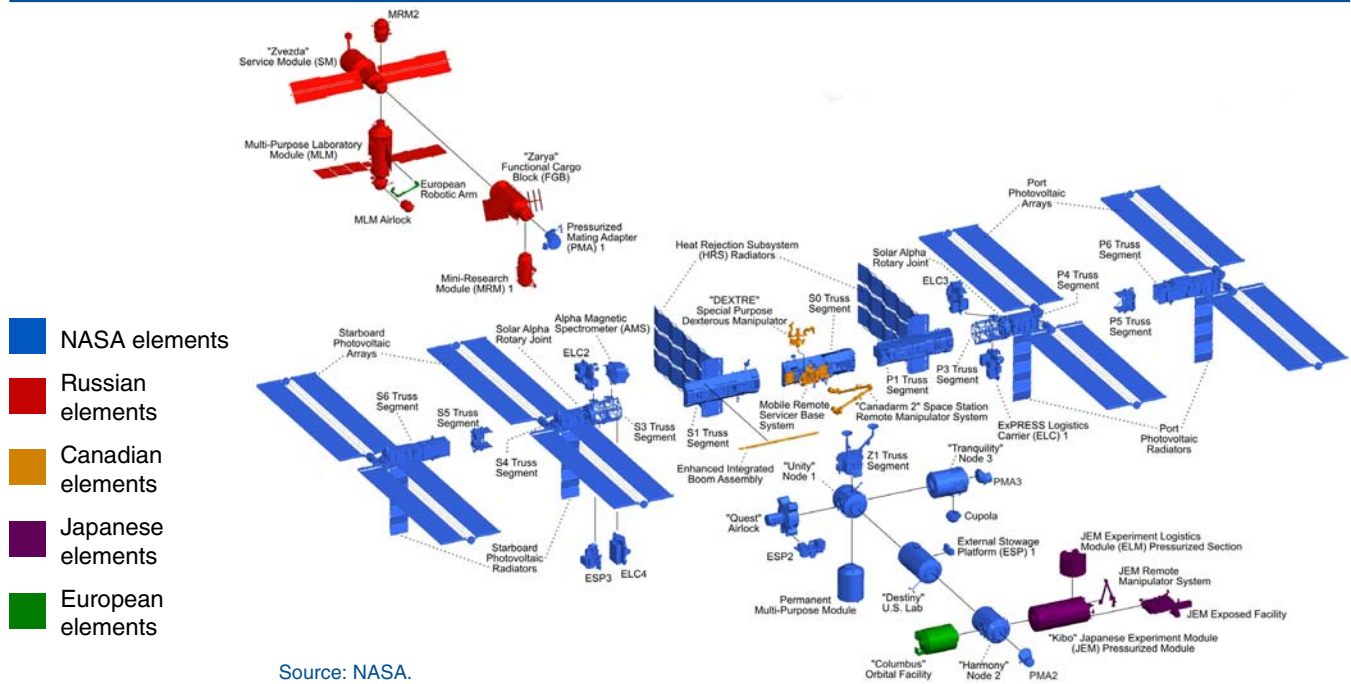 MRM2
"Zvezda"
Service Module (SM)
Multi-Purpose Laboratory
Module (MLM)
"Zarya"
Functional Cargo
Block (FGB)
European
Robotic Arm
MLM Airlock
Pressurized
Mating Adapter
(PMA) 1
Mini-Research
Module (MRM) 1
Heat Rejection Subsystem
(HRS) Radiators
Port
Photovoltaic
Arrays
Solar Alpha
Rotary Joint
ELC3
P6 Truss
Segment
P4 Truss
Segment
P5 Truss
Segment
"DEXTRE"
Special Purpose
Dexterous Manipulator
S0 Truss
Segment
Alpha Magnetic
Spectrometer (AMS)
Solar Alpha
Rotary Joint
ELC2
Starboard
Photovoltaic
Arrays
S6 Truss
Segment
S5 Truss
Segment
S4 Truss
Segment
S3 Truss
Segment
S1 Truss
Segment
Mobile Remote
Servicer Base
System
P1 Truss
Segment
P3 Truss
Segment
"Canadarm 2" Space Station
Remote Manipulator System
ExPRESS Logistics
Carrier (ELC) 1
Port
Photovoltaic
Radiators
Enhanced Integrated
Boom Assembly
"Unity"
Node 1
Z1 Truss
Segment
"Tranquility"
Node 3
PMA3
Cupola
"Quest"
Airlock
ESP2
External Stowage
Platform (ESP) 1
Starboard
Photovoltaic
Radiators
ESP3
ELC4
Permanent
Multi-Purpose Module
"Destiny"
U.S. Lab
JEM Experiment Logistics
Module (ELM) Pressurized Section
JEM Remote
Manipulator System
JEM Exposed Facility
"Kibo" Japanese Experiment Module
(JEM) Pressurized Module
"Columbus"
Orbital Facility
"Harmony"
Node 2
PMA2
NASA elements
Russian
elements
Canadian
elements
Japanese
elements
European
elements
Source: NASA.